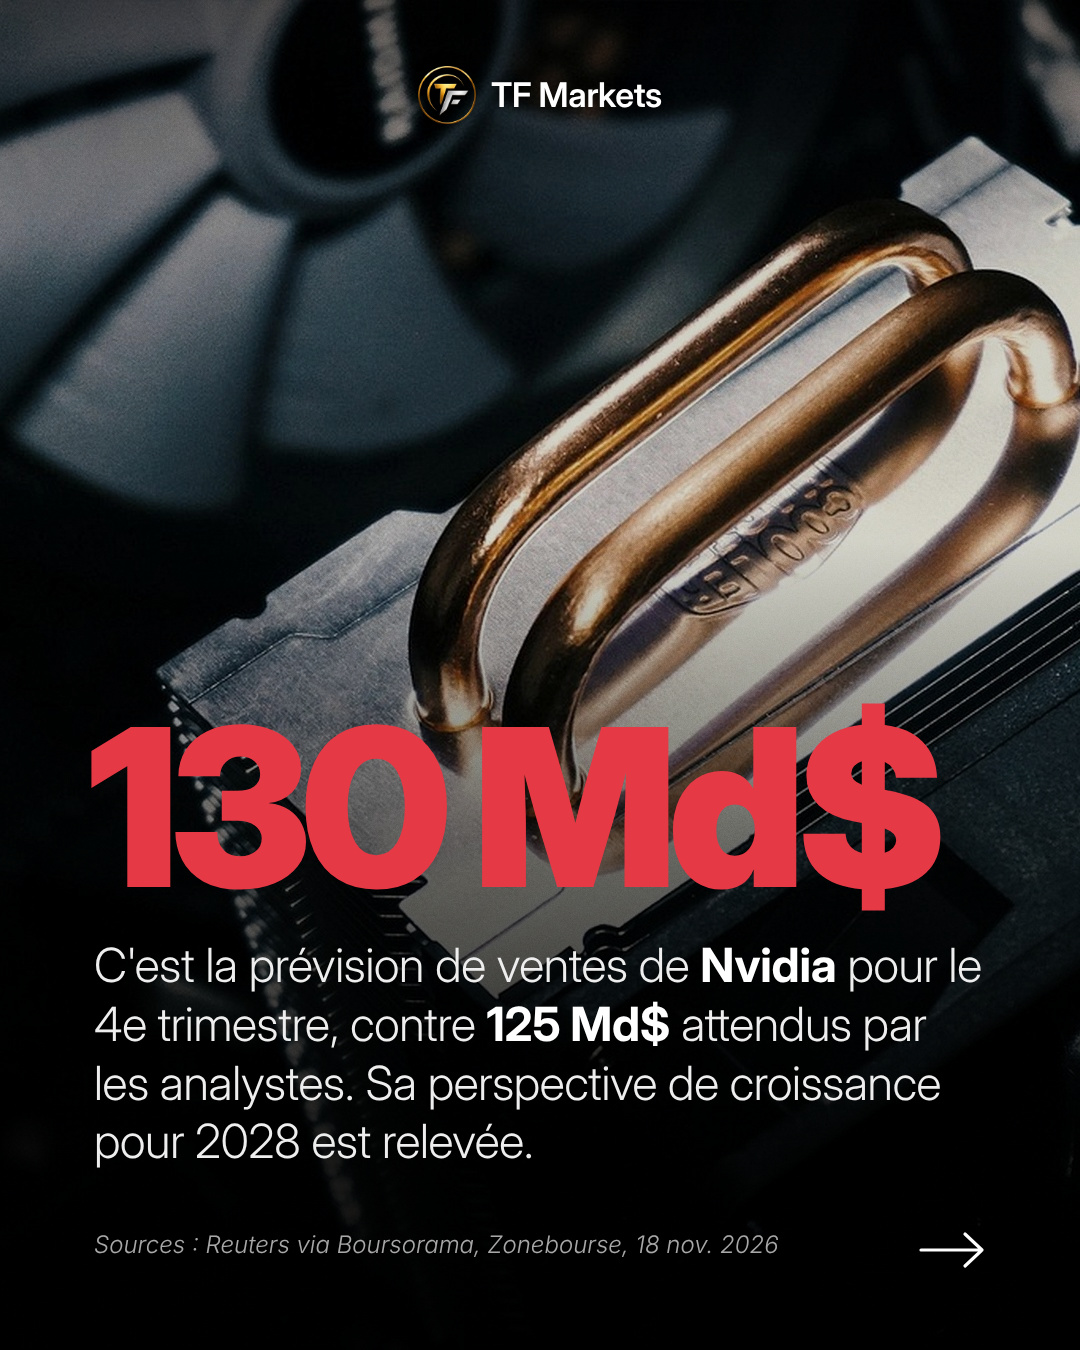 TF Markets
130 Md$
C'est la prévision de ventes de Nvidia pour le
4e trimestre, contre 125 Md$ attendus par
les analystes. Sa perspective de croissance
pour 2028 est relevée.
Sources : Reuters via Boursorama, Zonebourse, 18 nov. 2026